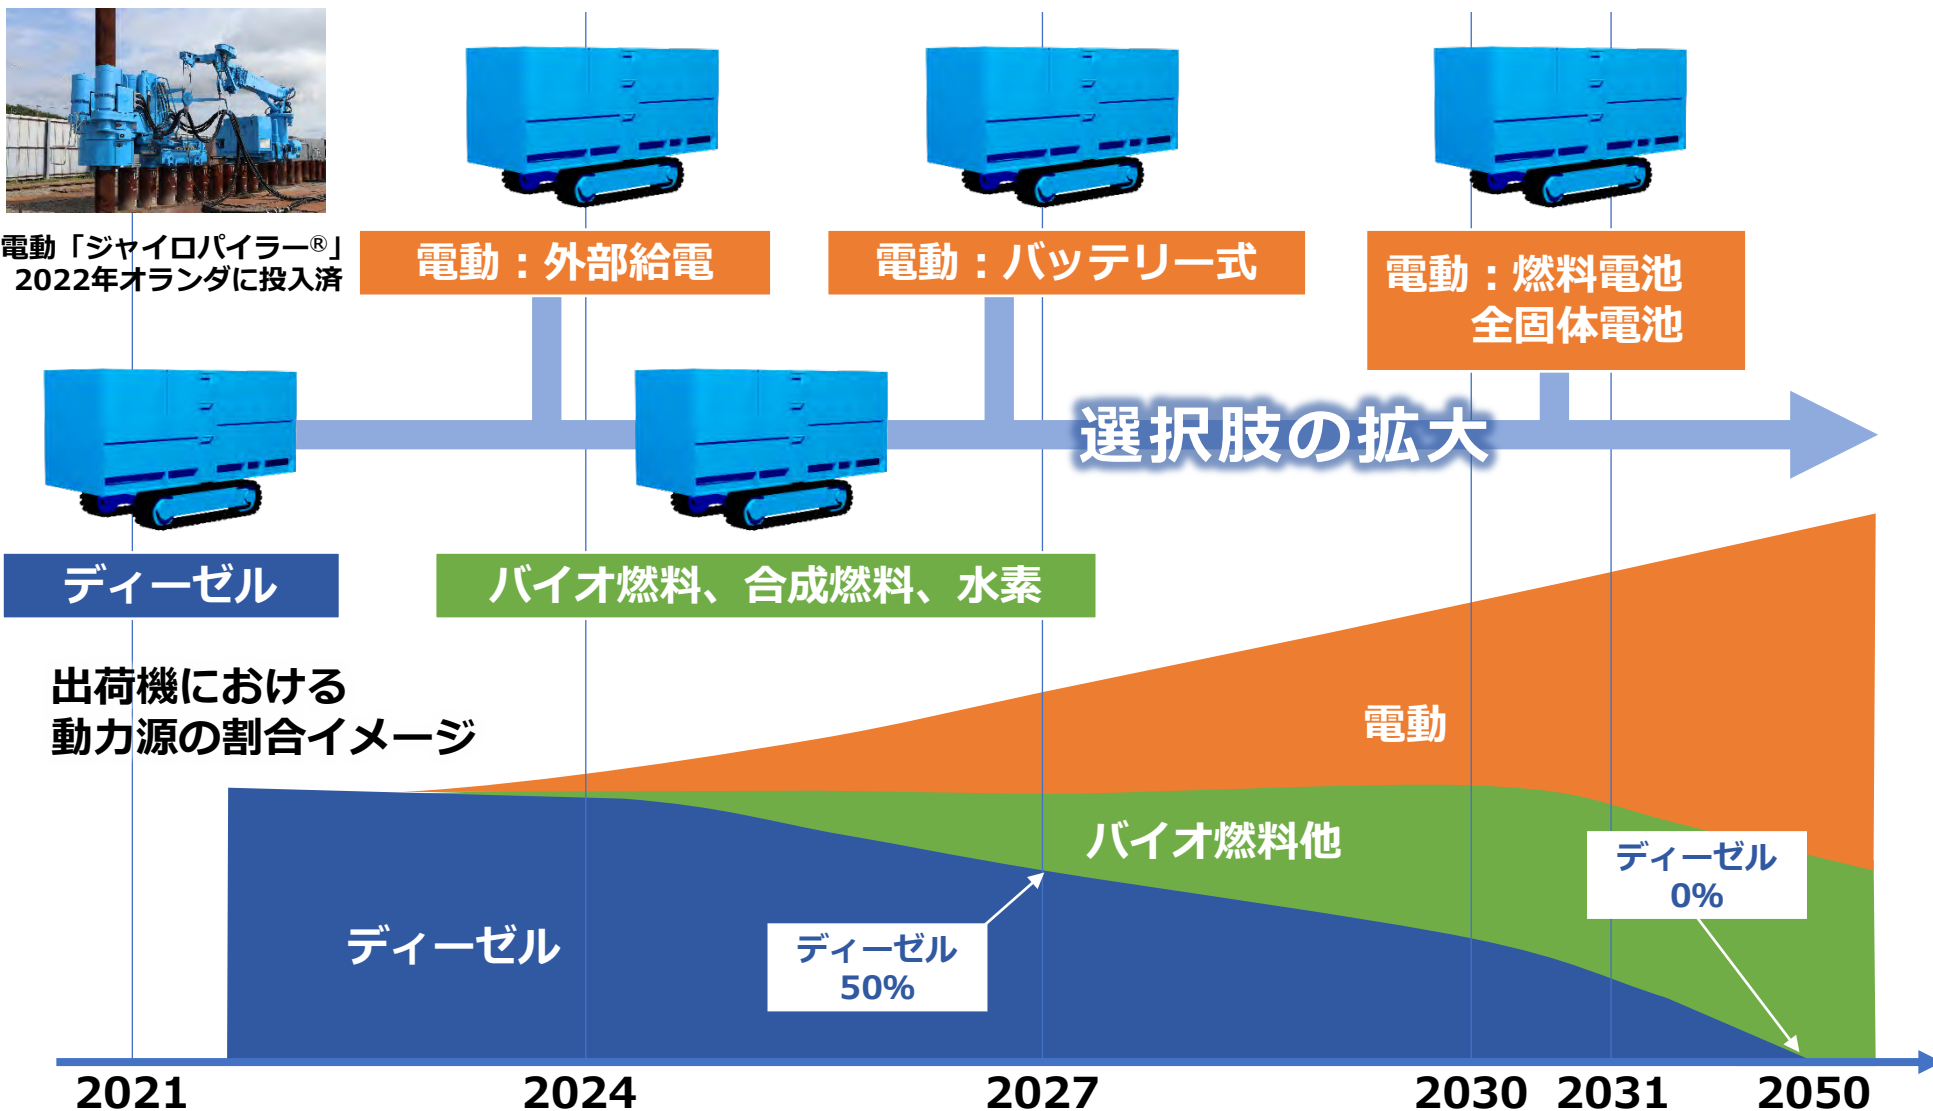 電動「ジャイロパイラー®」
2022年オランダに投入済
電動：外部給電
電動：バッテリー式
電動：燃料電池
全固体電池
選択肢の拡大
ディーゼル
バイオ燃料、合成燃料、水素
出荷機における
動力源の割合イメージ
電動
バイオ燃料他
ディーゼル
ディーゼル
50%
ディーゼル
0%
2021
2024
2027
2030
2031
2050